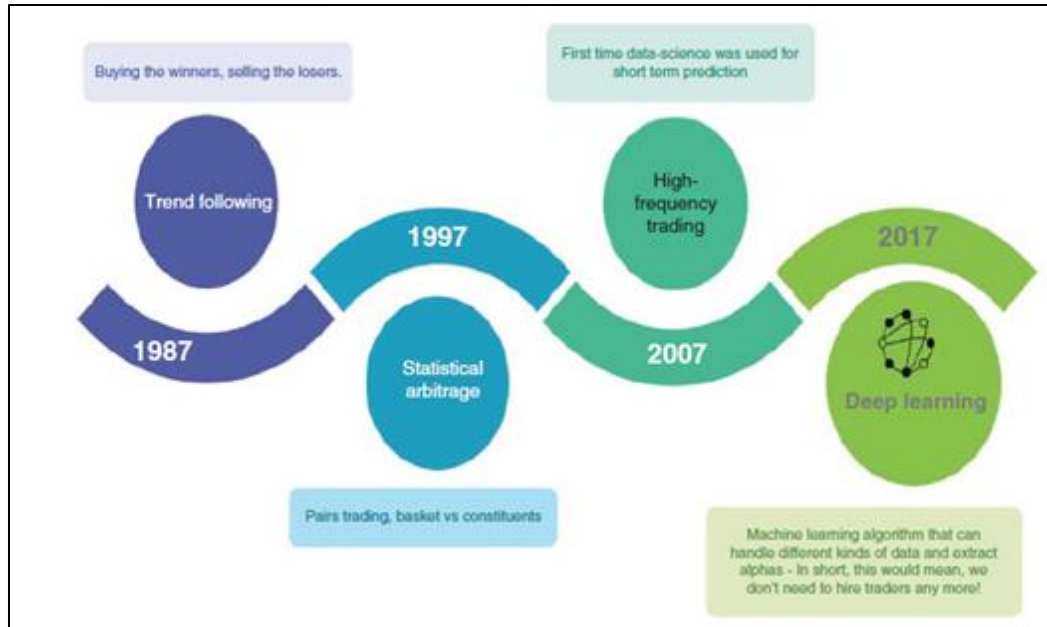 Buying the winners, selling the losers.
Trend following
1987
1997
Statistical
arbitrage
Pairs trading, basket vs constituents
First time data-science was used for
short term prediction
High-
frequency
trading
2007
2017
Deep learning
Machine learning algorithm that can
handle different kinds of data and extract
alphas - In short, this would mean, we
don't need to hire traders any more!